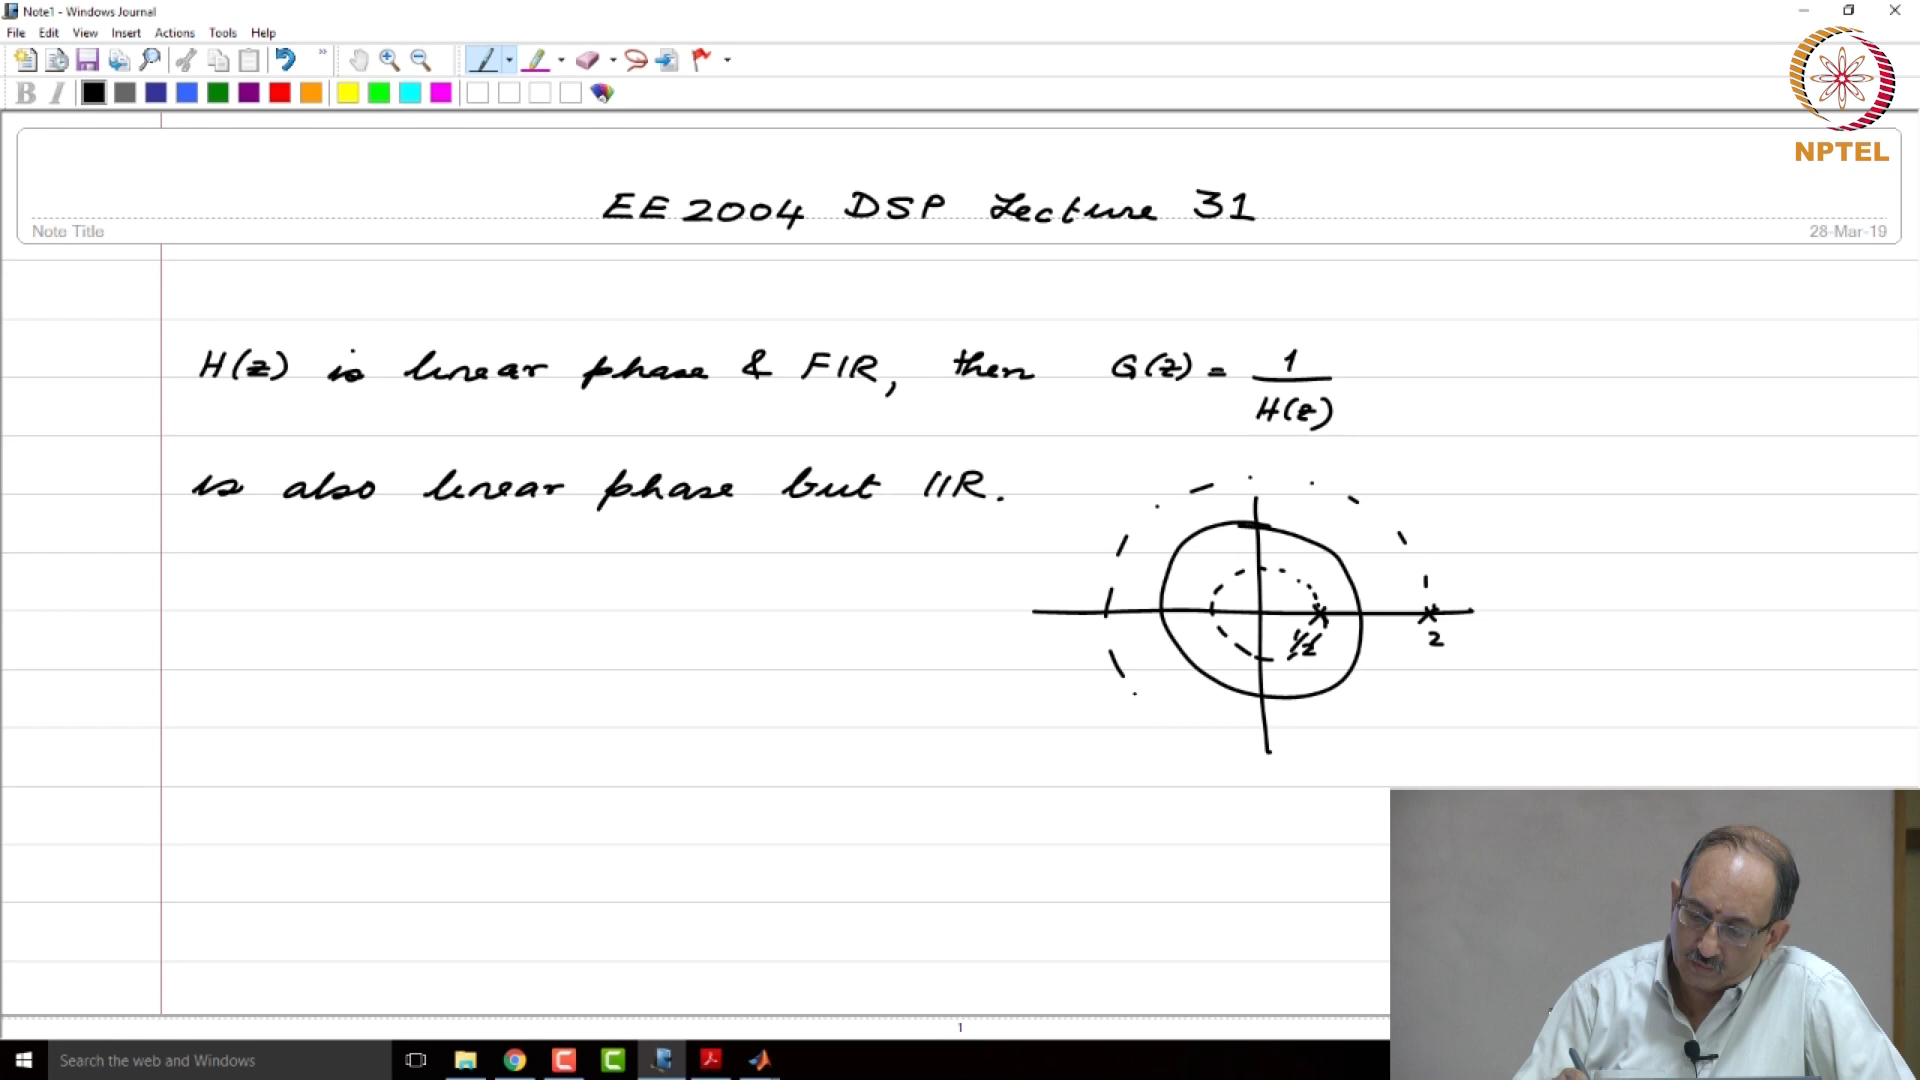 Note1 - Windows Journal
File Edit View Insert Actions Tools Help
B I
NPTEL
EE 2004 DSP Lecture 31
Note Title
28-Mar-19
H(z) is linear phase & FIR, then G(z) = 1
H(z)
is also linear phase but IIR.
1/2
2
1
Search the web and Windows